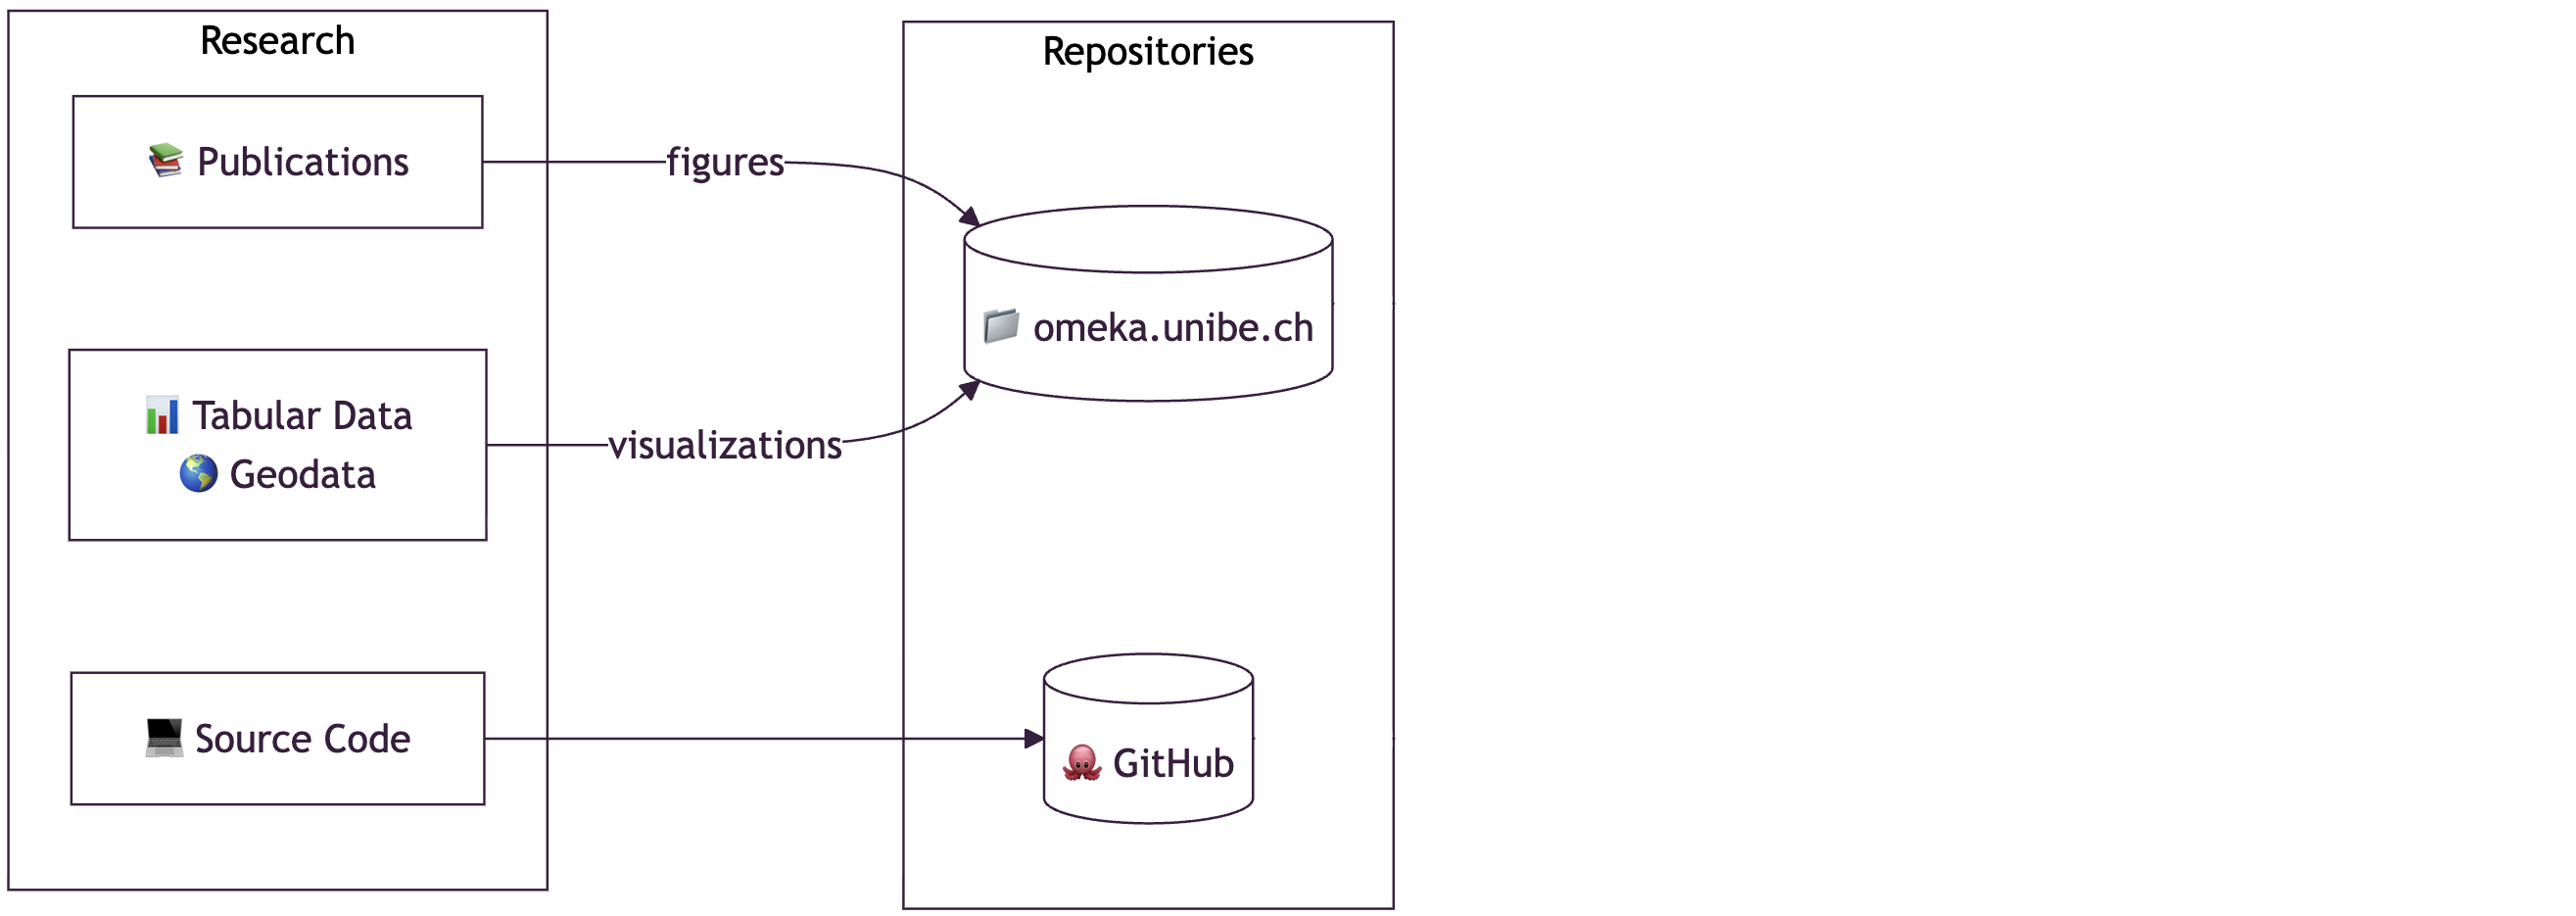 Research
Publications
Tabular Data
Geodata
Source Code
figures
visualizations
Repositories
omeka.unibe.ch
GitHub